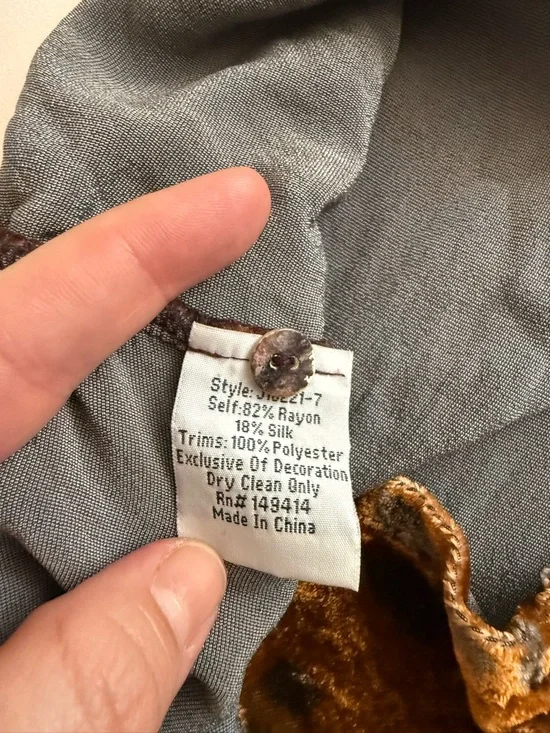 Style:
Self:82% Rayon
18% Silk
Trims: 100% Polyester
Exclusive Of Decoration
Dry Clean Only
Rn# 149414
Made In China